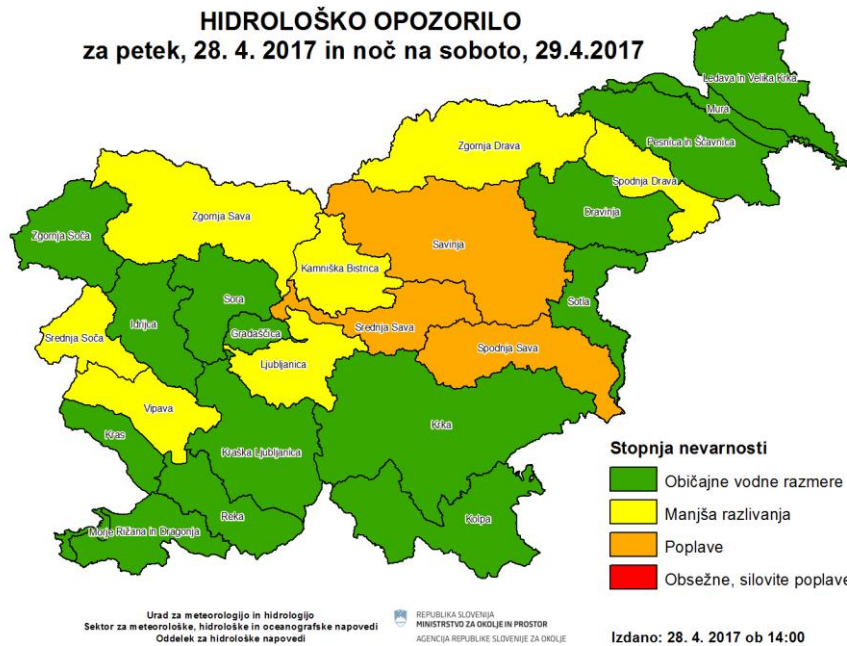 HIDROLOŠKO OPOZORILO
za petek, 28. 4. 2017 in noč na soboto, 29.4.2017
Ledava in Velika Krka
Mura
Pesnica in Ščavnica
Zgornja Drava
Spodnja Drava
Dravinja
Zgornja Sava
Zgornja Soča
Savinja
Kamniška Bistrica
Sora
Sotla
Idrijca
Gradaščica
Srednja Sava
Srednja Soča
Spodnja Sava
Ljubljanica
Vipava
Kras
Krka
Kraška Ljubljanica
Reka
Kolpa
Morje Rižana in Dragonja
Stopnja nevarnosti
Običajne vodne razmere
Manjša razlivanja
Poplave
Obsežne, silovite poplave
Urad za meteorologijo in hidrologijo
Sektor za meteorološke, hidrološke in oceanografske napovedi
Oddelek za hidrološke napovedi
REPUBLIKA SLOVENIJA
MINISTRSTVO ZA OKOLJE IN PROSTOR
AGENCIJA REPUBLIKE SLOVENIJE ZA OKOLJE
Izdano: 28. 4. 2017 ob 14:00